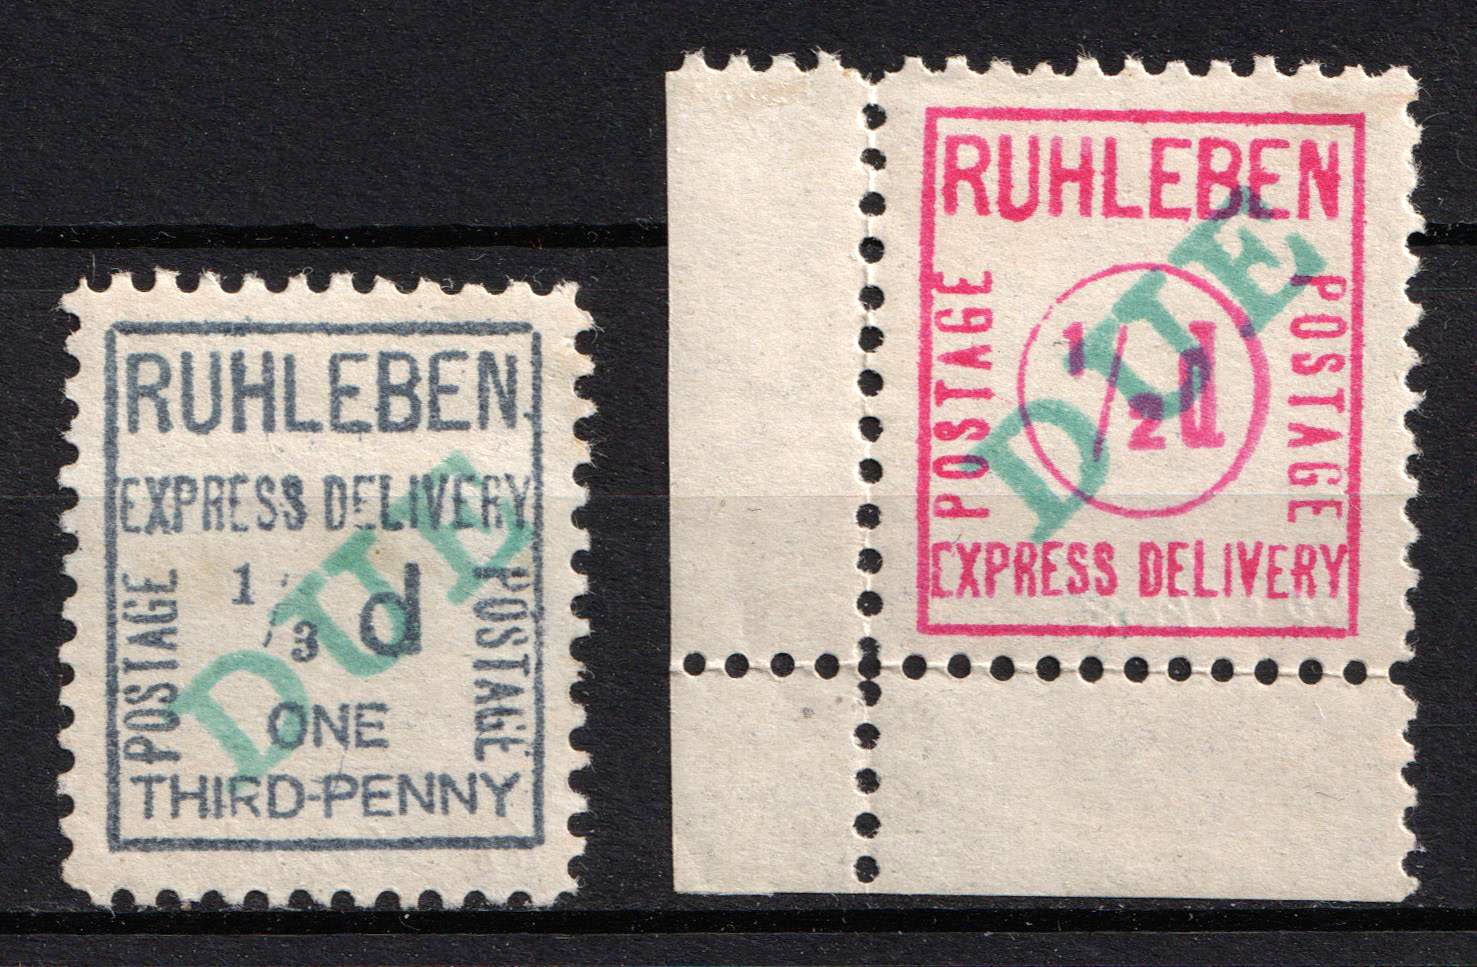 RUHLEBEN
EXPRESS DELIVERY
POSTAGE
1/3 d
POSTAGE
ONE
THIRD-PENNY
DUE
RUHLEBEN
POSTAGE
1/2 d
POSTAGE
EXPRESS DELIVERY
DUE